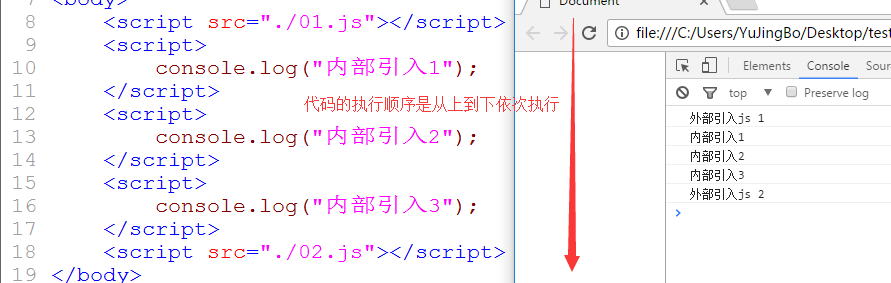 7 <body>
8 <script src="./01.js"></script>
9 <script>
10 console.log("内部引入1");
11 </script>
12 <script>
13 console.log("内部引入2");
14 </script>
15 <script>
16 console.log("内部引入3");
17 </script>
18 <script src="./02.js"></script>
19 </body>
代码的执行顺序是从上到下依次执行
Document
file:///C:/Users/YuJingBo/Desktop/test
Elements Console Sour
top Preserve log
外部引入js 1
内部引入1
内部引入2
内部引入3
外部引入js 2